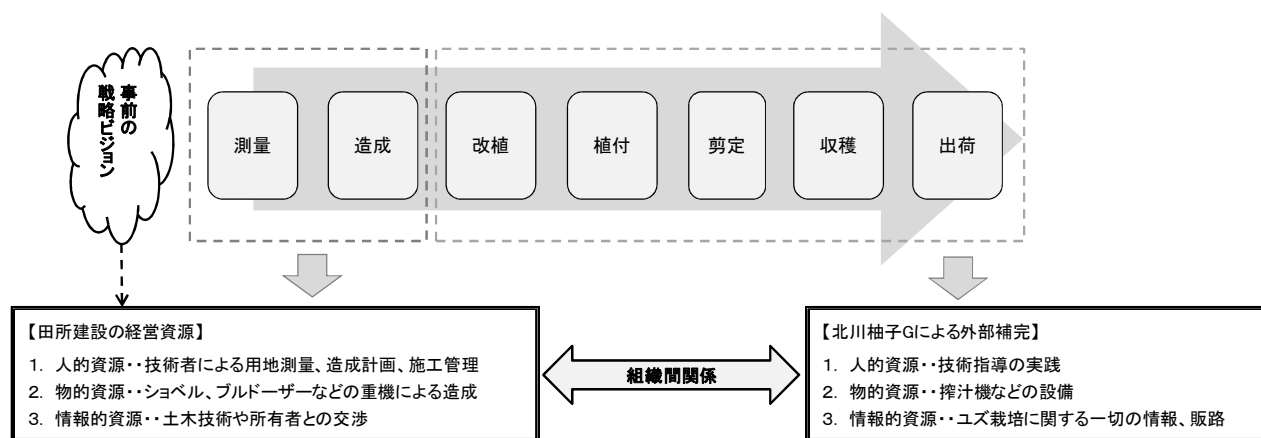 事前の
戦略ビジョン
測量
造成
改植
植付
剪定
収穫
出荷
【田所建設の経営資源】
1. 人的資源・・技術者による用地測量、造成計画、施工管理
2. 物的資源・・ショベル、ブルドーザーなどの重機による造成
3. 情報的資源・・土木技術や所有者との交渉
組織間関係
【北川柚子Gによる外部補完】
1. 人的資源・・技術指導の実践
2. 物的資源・・搾汁機などの設備
3. 情報的資源・・ユズ栽培に関する一切の情報、販路